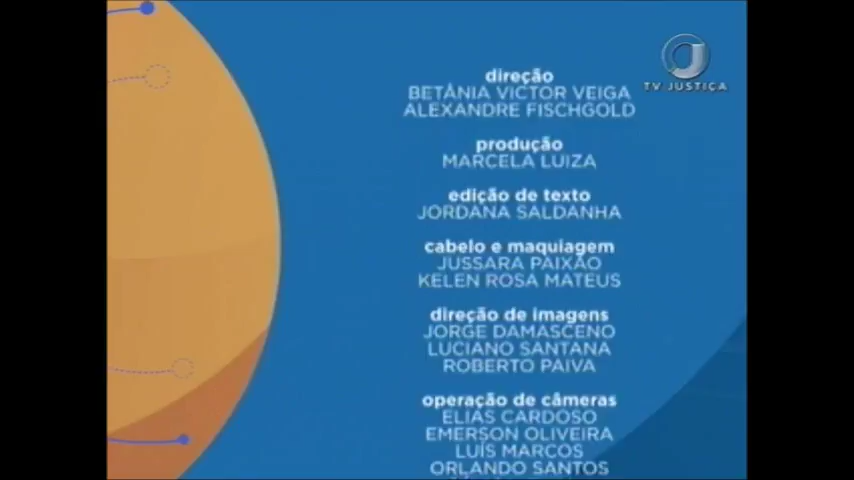 TV JUSTIÇA
direção
BETÂNIA VICTOR VEIGA
ALEXANDRE FISCHGOLD
produção
MARCELA LUIZA
edição de texto
JORDANA SALDANHA
cabelo e maquiagem
JUSSARA PAIXÃO
KELEN ROSA MATEUS
direção de imagens
JORGE DAMASCENO
LUCIANO SANTANA
ROBERTO PAIVA
operação de câmeras
ELIAS CARDOSO
EMERSON OLIVEIRA
LUÍS MARCOS
ORLANDO SANTOS